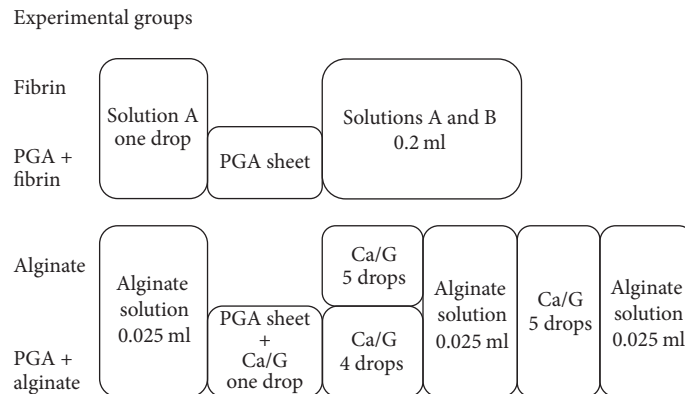 Experimental groups
Fibrin
PGA +
fibrin
Solution A
one drop
PGA sheet
Solutions A and B
0.2 ml
Alginate
PGA +
alginate
Alginate
solution
0.025 ml
PGA sheet
+
Ca/G
one drop
Ca/G
5 drops
Ca/G
4 drops
Alginate
solution
0.025 ml
Ca/G
5 drops
Alginate
solution
0.025 ml